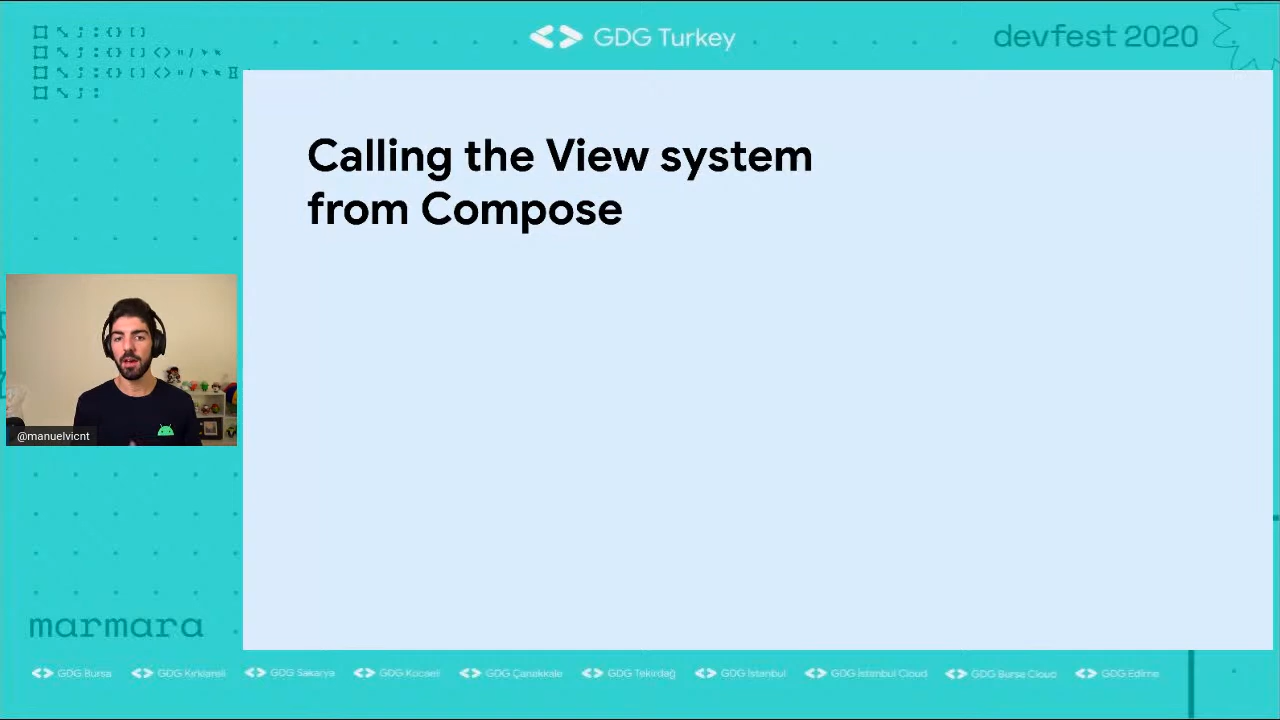 GDG Turkey
devfest 2020
Calling the View system
from Compose
@manuelvicnt
marmara
GDG Bursa
GDG Kırklareli
GDG Sakarya
GDG Kocaeli
GDG Çanakkale
GDG Tekirdağ
GDG İstanbul
GDG İstanbul Cloud
GDG Bursa Cloud
GDG Edirne